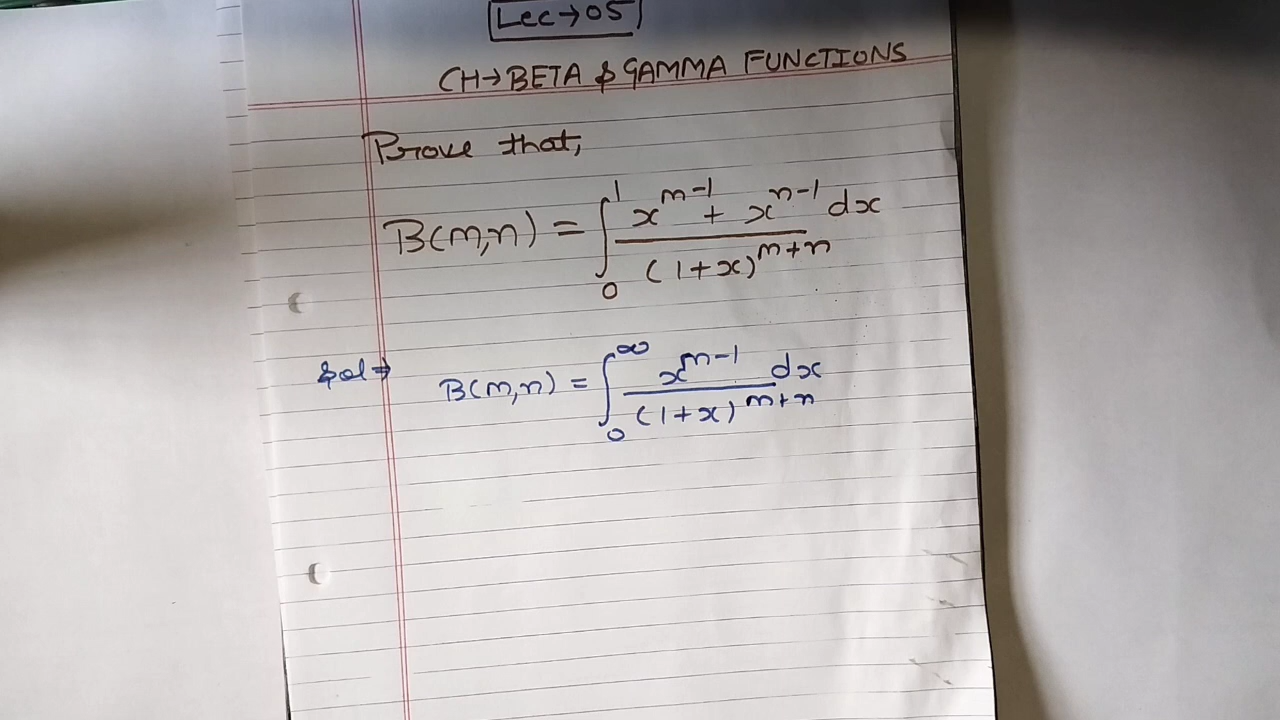 Lec→05
CH→BETA & GAMMA FUNCTIONS
Prove that,
B(m,n) = ∫₀¹ (x^(m-1) + x^(n-1))/(1+x)^(m+n) dx
Sol→ B(m,n) = ∫₀^∞ x^(m-1)/(1+x)^(m+n) dx